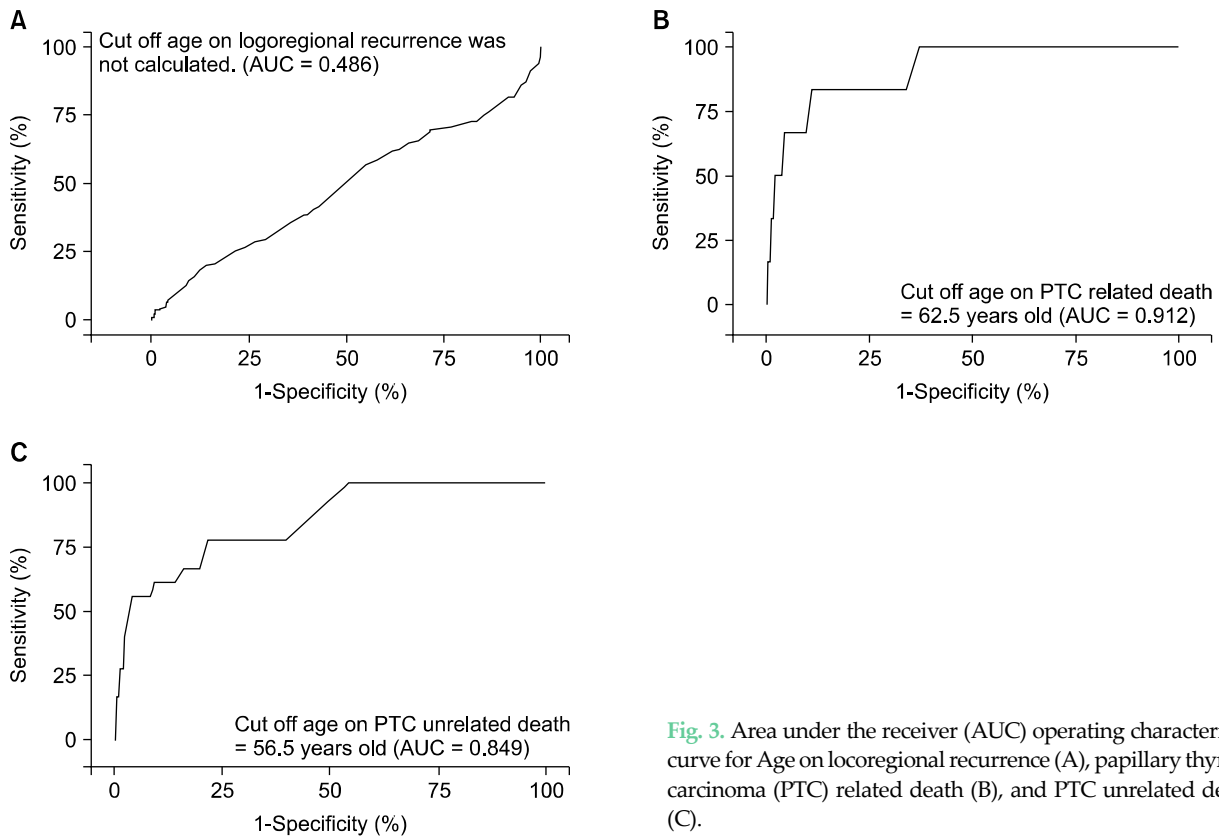 A
Cut off age on logoregional recurrence was
not calculated. (AUC = 0.486)
100
75
50
25
0
Sensitivity (%)
0 25 50 75 100
1-Specificity (%)
B
100
75
50
25
0
Sensitivity (%)
Cut off age on PTC related death
= 62.5 years old (AUC = 0.912)
0 25 50 75 100
1-Specificity (%)
C
100
75
50
25
0
Sensitivity (%)
Cut off age on PTC unrelated death
= 56.5 years old (AUC = 0.849)
0 25 50 75 100
1-Specificity (%)
Fig. 3. Area under the receiver (AUC) operating characteri
curve for Age on locoregional recurrence (A), papillary thyr
carcinoma (PTC) related death (B), and PTC unrelated de
(C).